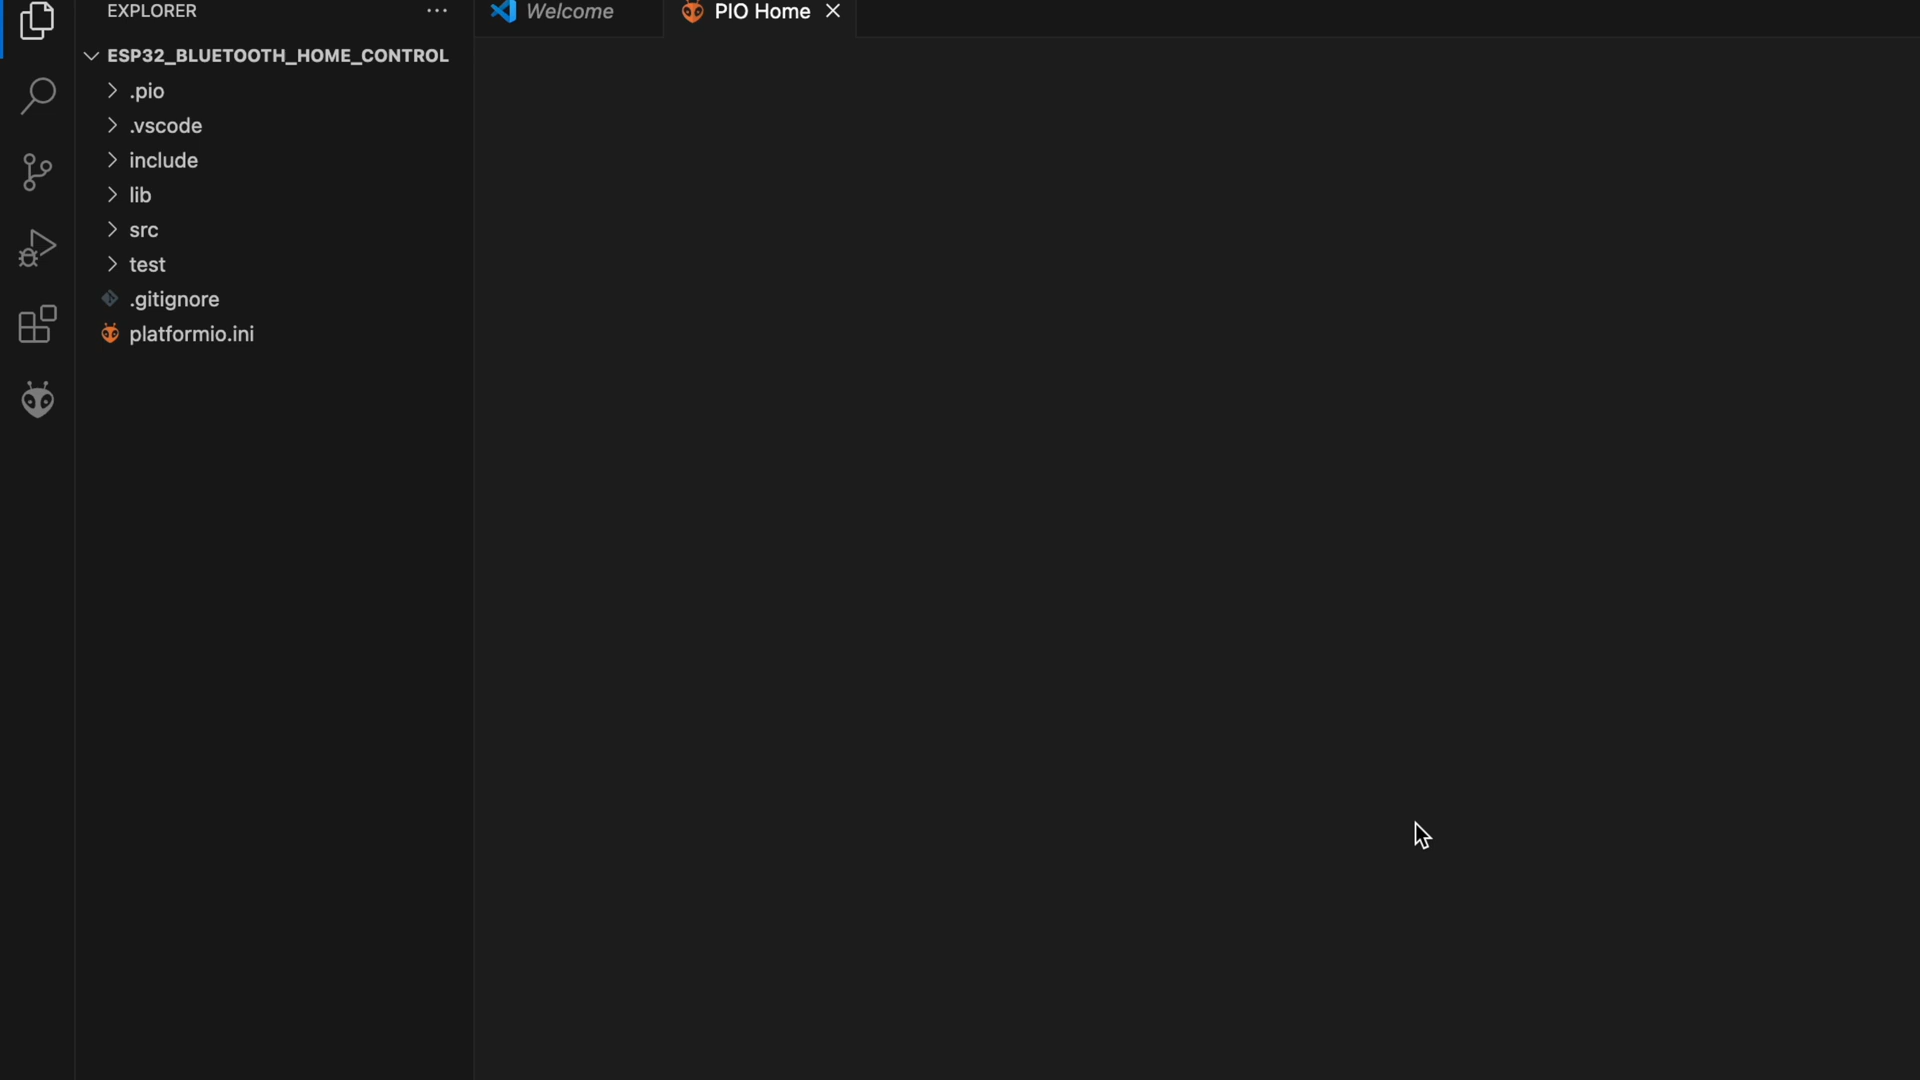 EXPLORER
Welcome
PIO Home
ESP32_BLUETOOTH_HOME_CONTROL
.pio
.vscode
include
lib
src
test
.gitignore
platformio.ini